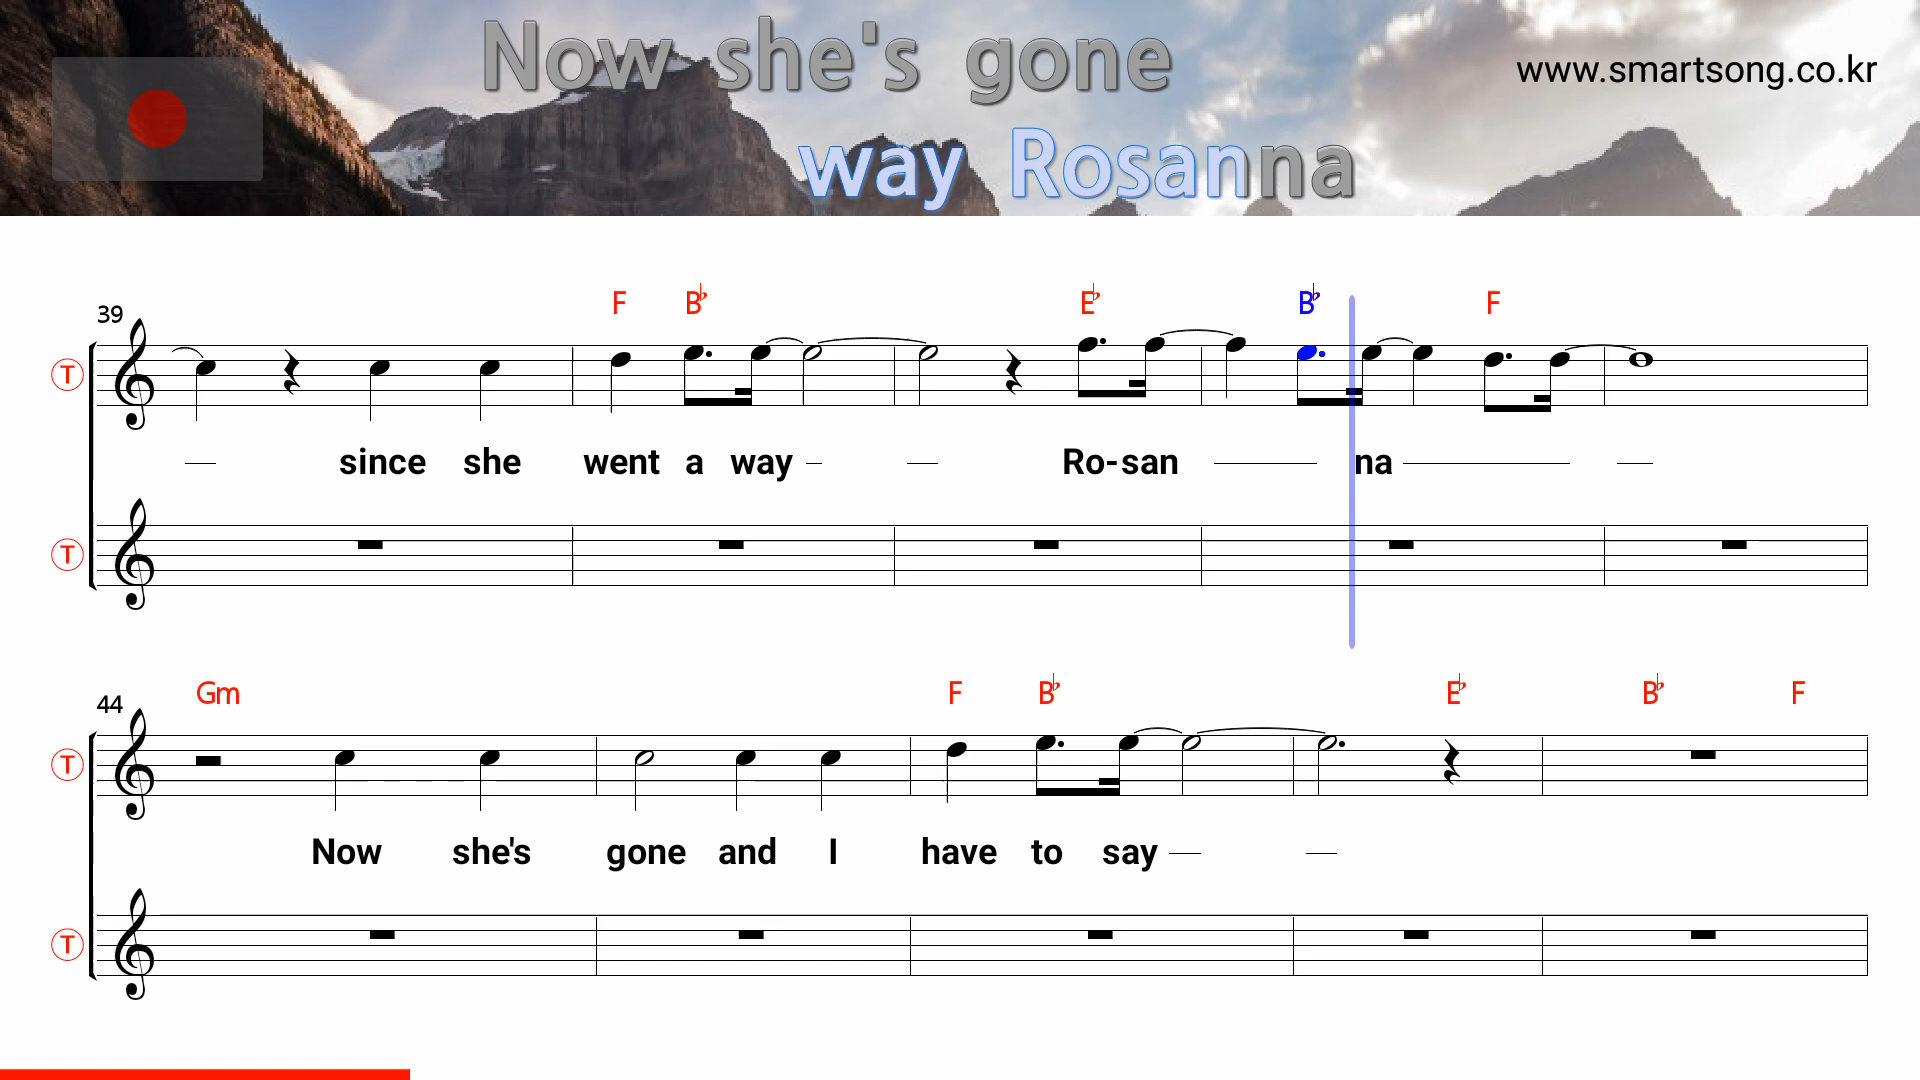 Now she's gone
www.smartsong.co.kr
way Rosanna
F B♭ E♭ B♭ F
39
T
since she went a way Ro-san na
T
Gm F B♭ E♭ B♭ F
44
T
Now she's gone and I have to say
T